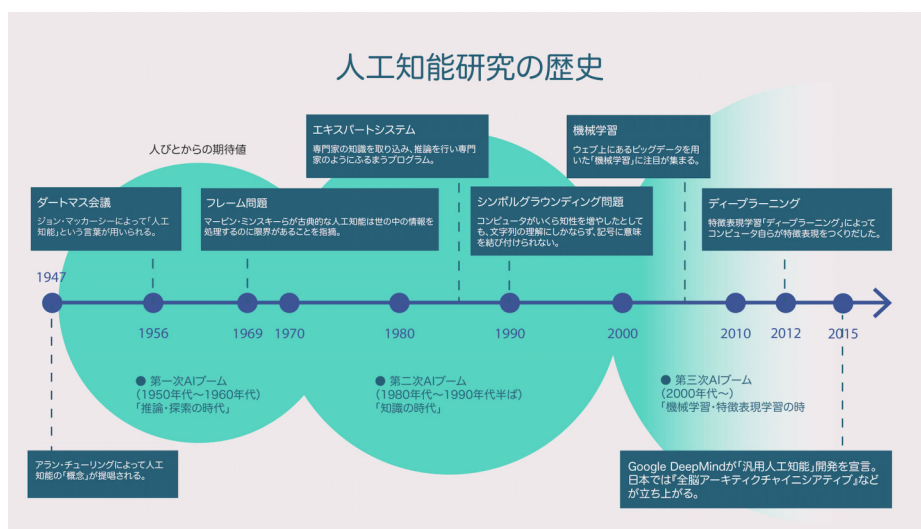 人工知能研究の歴史
人びとからの期待値
エキスパートシステム
専門家の知識を取り込み、推論を行い専門
家のようにふるまうプログラム。
機械学習
ウェブ上にあるビッグデータを用
いた「機械学習」に注目が集まる。
ダートマス会議
ジョン・マッカーシーによって「人工
知能」という言葉が用いられる。
フレーム問題
マービン・ミンスキーらが古典的な人工知能は世の中の情報を
処理するのに限界があることを指摘。
シンボルグラウンディング問題
コンピュータがいくら知性を増やしたとして
も、文字列の理解にしかならず、記号に意味
を結び付けられない。
ディープラーニング
特徴表現学習「ディープラーニング」によって
コンピュータ自らが特徴表現をつくりだした。
1947
1956
1969
1970
1980
1990
2000
2010
2012
2015
● 第一次AIブーム
（1950年代〜1960年代）
「推論・探索の時代」
● 第二次AIブーム
（1980年代〜1990年代半ば）
「知識の時代」
● 第三次AIブーム
（2000年代〜）
「機械学習・特徴表現学習の時
アラン・チューリングによって人工
知能の「概念」が提唱される。
Google DeepMindが「汎用人工知能」開発を宣言。
日本では『全脳アーキティクチャイニシアティブ』など
が立ち上がる。